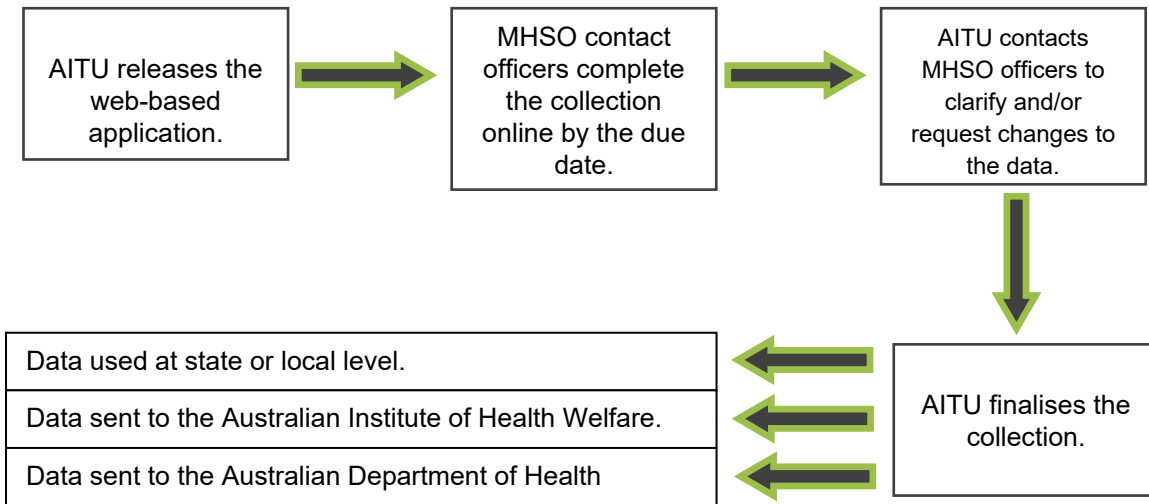 AITU releases the
web-based
application.
MHSO contact
officers complete
the collection
online by the due
date.
AITU contacts
MHSO officers to
clarify and/or
request changes to
the data.
AITU finalises the
collection.
Data used at state or local level.
Data sent to the Australian Institute of Health Welfare.
Data sent to the Australian Department of Health